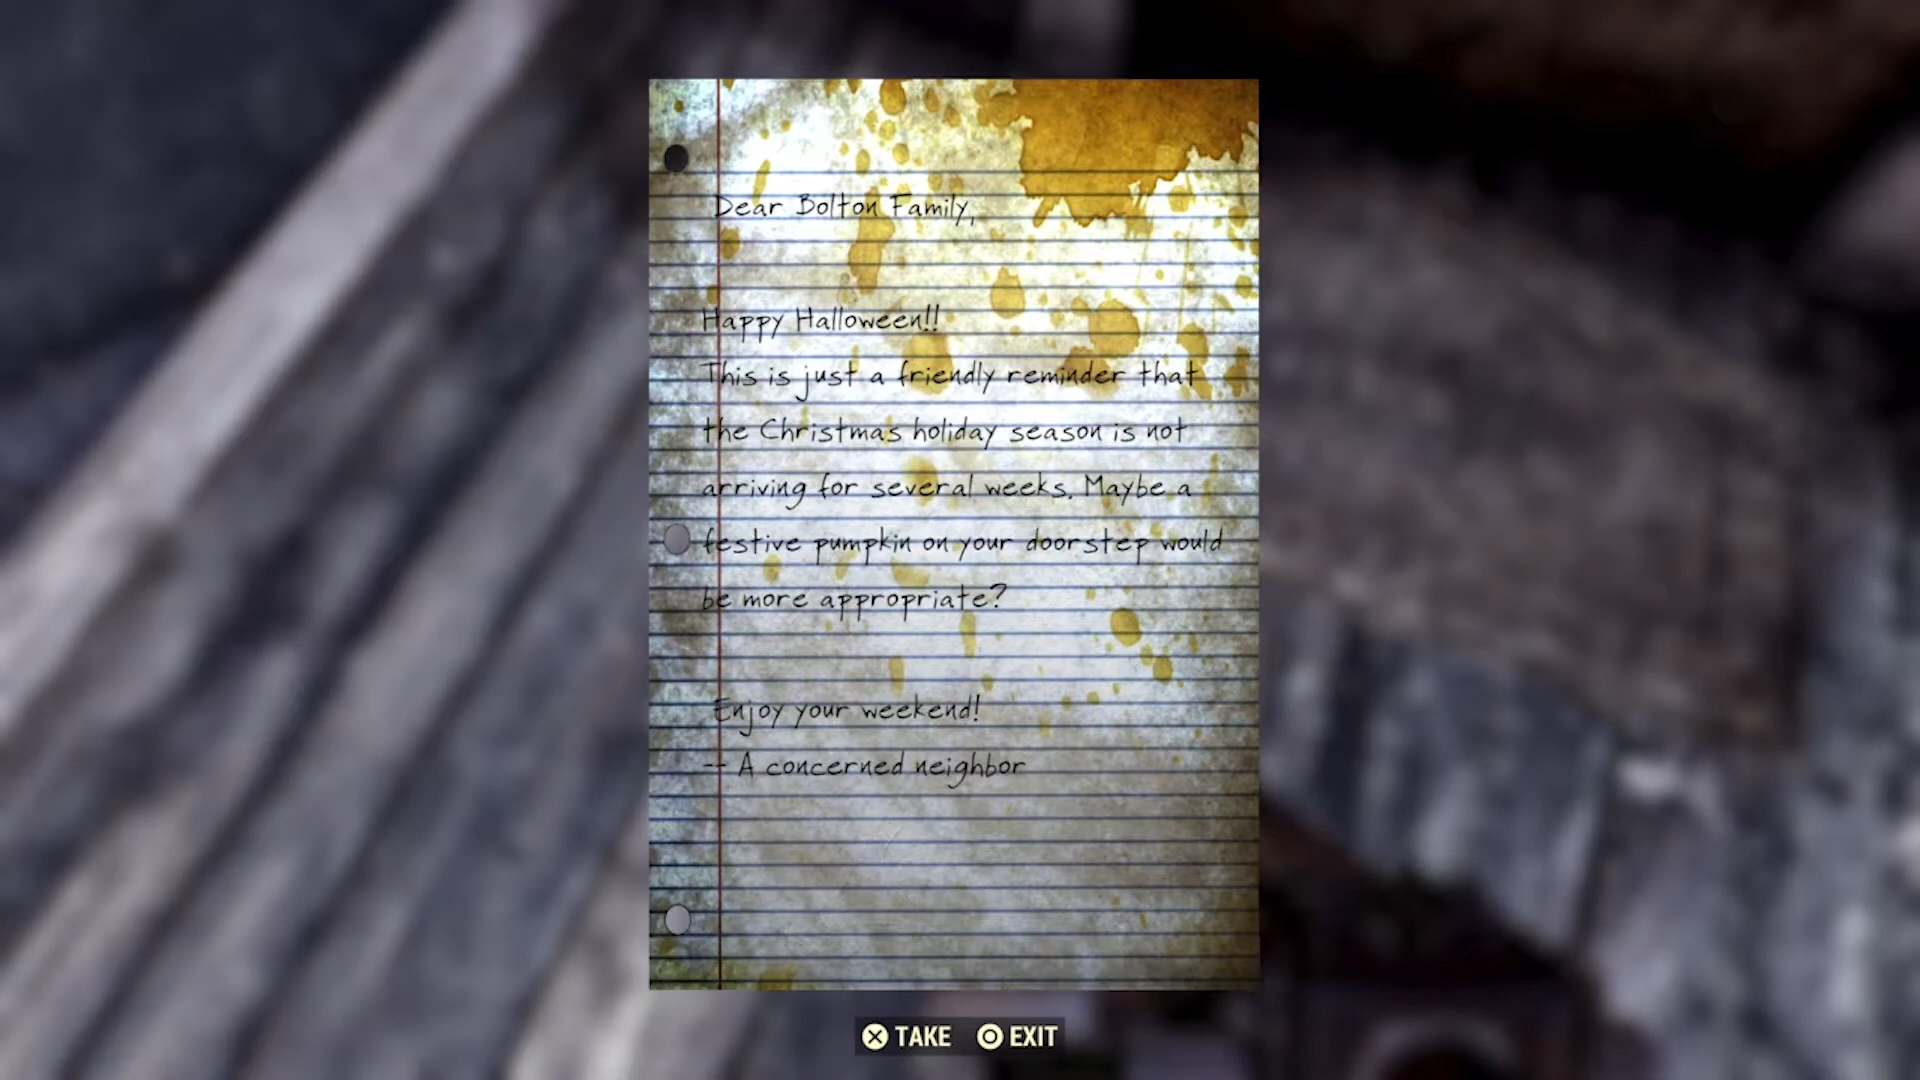 Dear Bolton Family,
Happy Halloween!!
This is just a friendly reminder that
the Christmas holiday season is not
arriving for several weeks. Maybe a
festive pumpkin on your doorstep would
be more appropriate?
Enjoy your weekend!
-- A concerned neighbor
TAKE EXIT